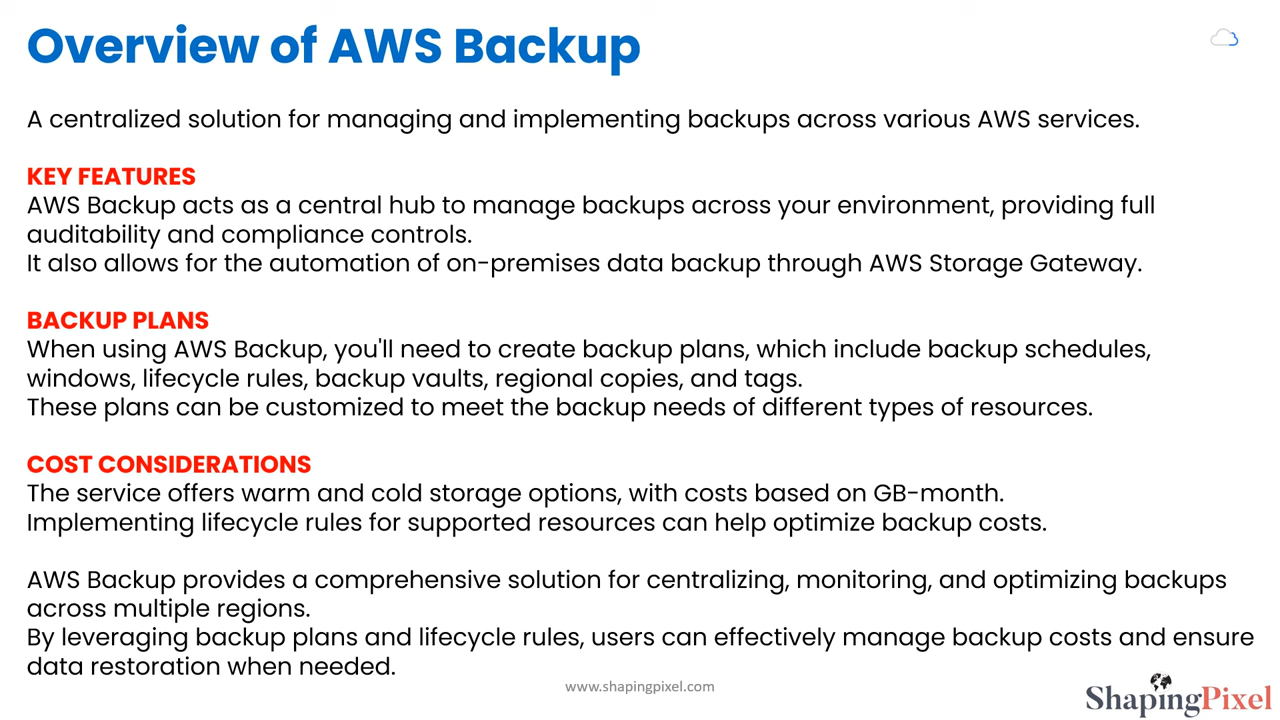 Overview of AWS Backup
A centralized solution for managing and implementing backups across various AWS services.
KEY FEATURES
AWS Backup acts as a central hub to manage backups across your environment, providing full
auditability and compliance controls.
It also allows for the automation of on-premises data backup through AWS Storage Gateway.
BACKUP PLANS
When using AWS Backup, you'll need to create backup plans, which include backup schedules,
windows, lifecycle rules, backup vaults, regional copies, and tags.
These plans can be customized to meet the backup needs of different types of resources.
COST CONSIDERATIONS
The service offers warm and cold storage options, with costs based on GB-month.
Implementing lifecycle rules for supported resources can help optimize backup costs.
AWS Backup provides a comprehensive solution for centralizing, monitoring, and optimizing backups
across multiple regions.
By leveraging backup plans and lifecycle rules, users can effectively manage backup costs and ensure
data restoration when needed.
www.shapingpixel.com
ShapingPixel